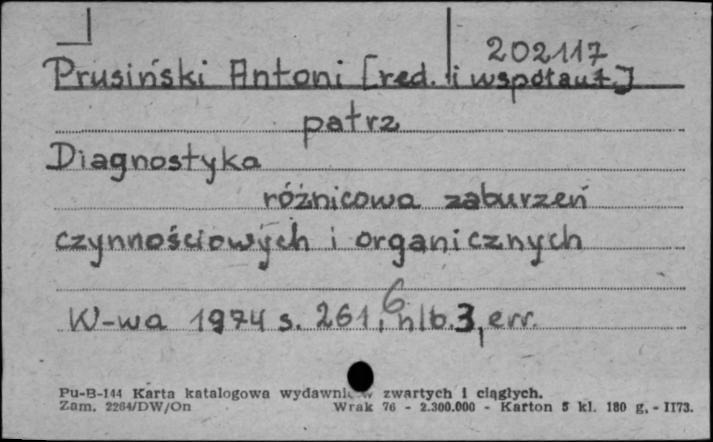 202117
Prusiński Antoni [red. i współaut.]
patrz
Diagnostyka
różnicowa zaburzeń
czynnościowych i organicznych
W-wa 1974 s. 261, 6 nlb. 3, err.
Pu-B-144 Karta katalogowa wydawnictw zwartych i ciągłych.
Zam. 2264/DW/On Wrak 76 - 2.300.000 - Karton 5 kl. 180 g. - 1173.